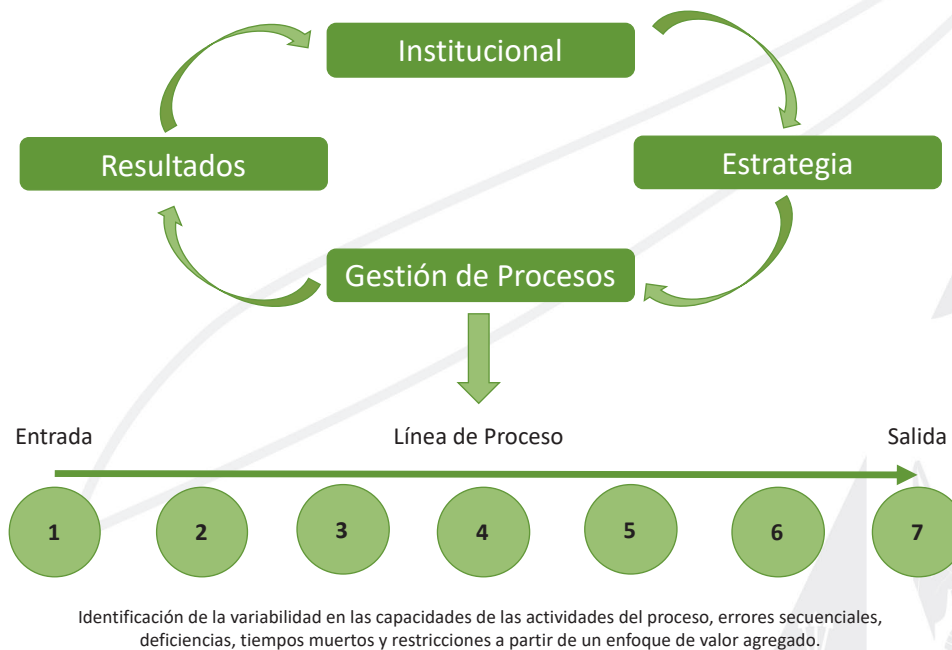 Institucional
Resultados
Estrategia
Gestión de Procesos
Entrada
Línea de Proceso
Salida
1
2
3
4
5
6
7
Identificación de la variabilidad en las capacidades de las actividades del proceso, errores secuenciales,
deficiencias, tiempos muertos y restricciones a partir de un enfoque de valor agregado.